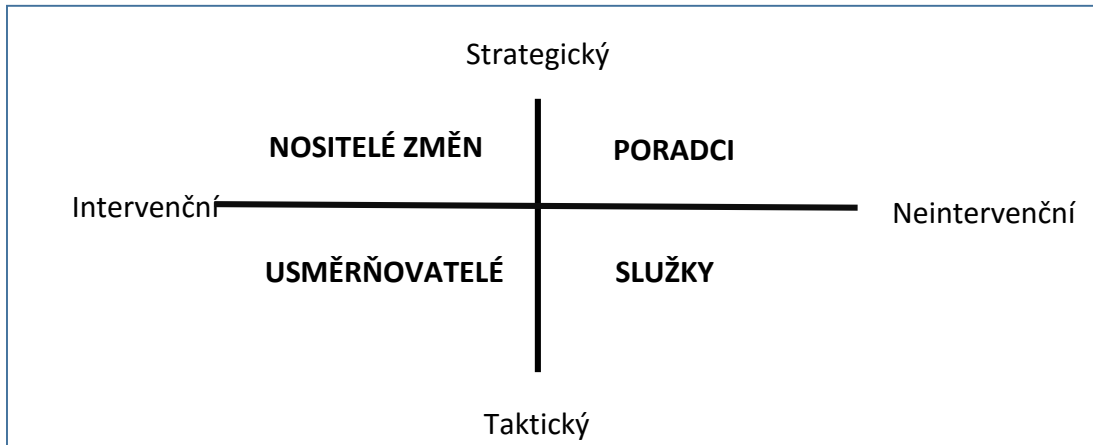 Strategický
NOSITELÉ ZMĚN PORADCI
Intervenční Neintervenční
USMĚRŇOVATELÉ SLUŽKY
Taktický